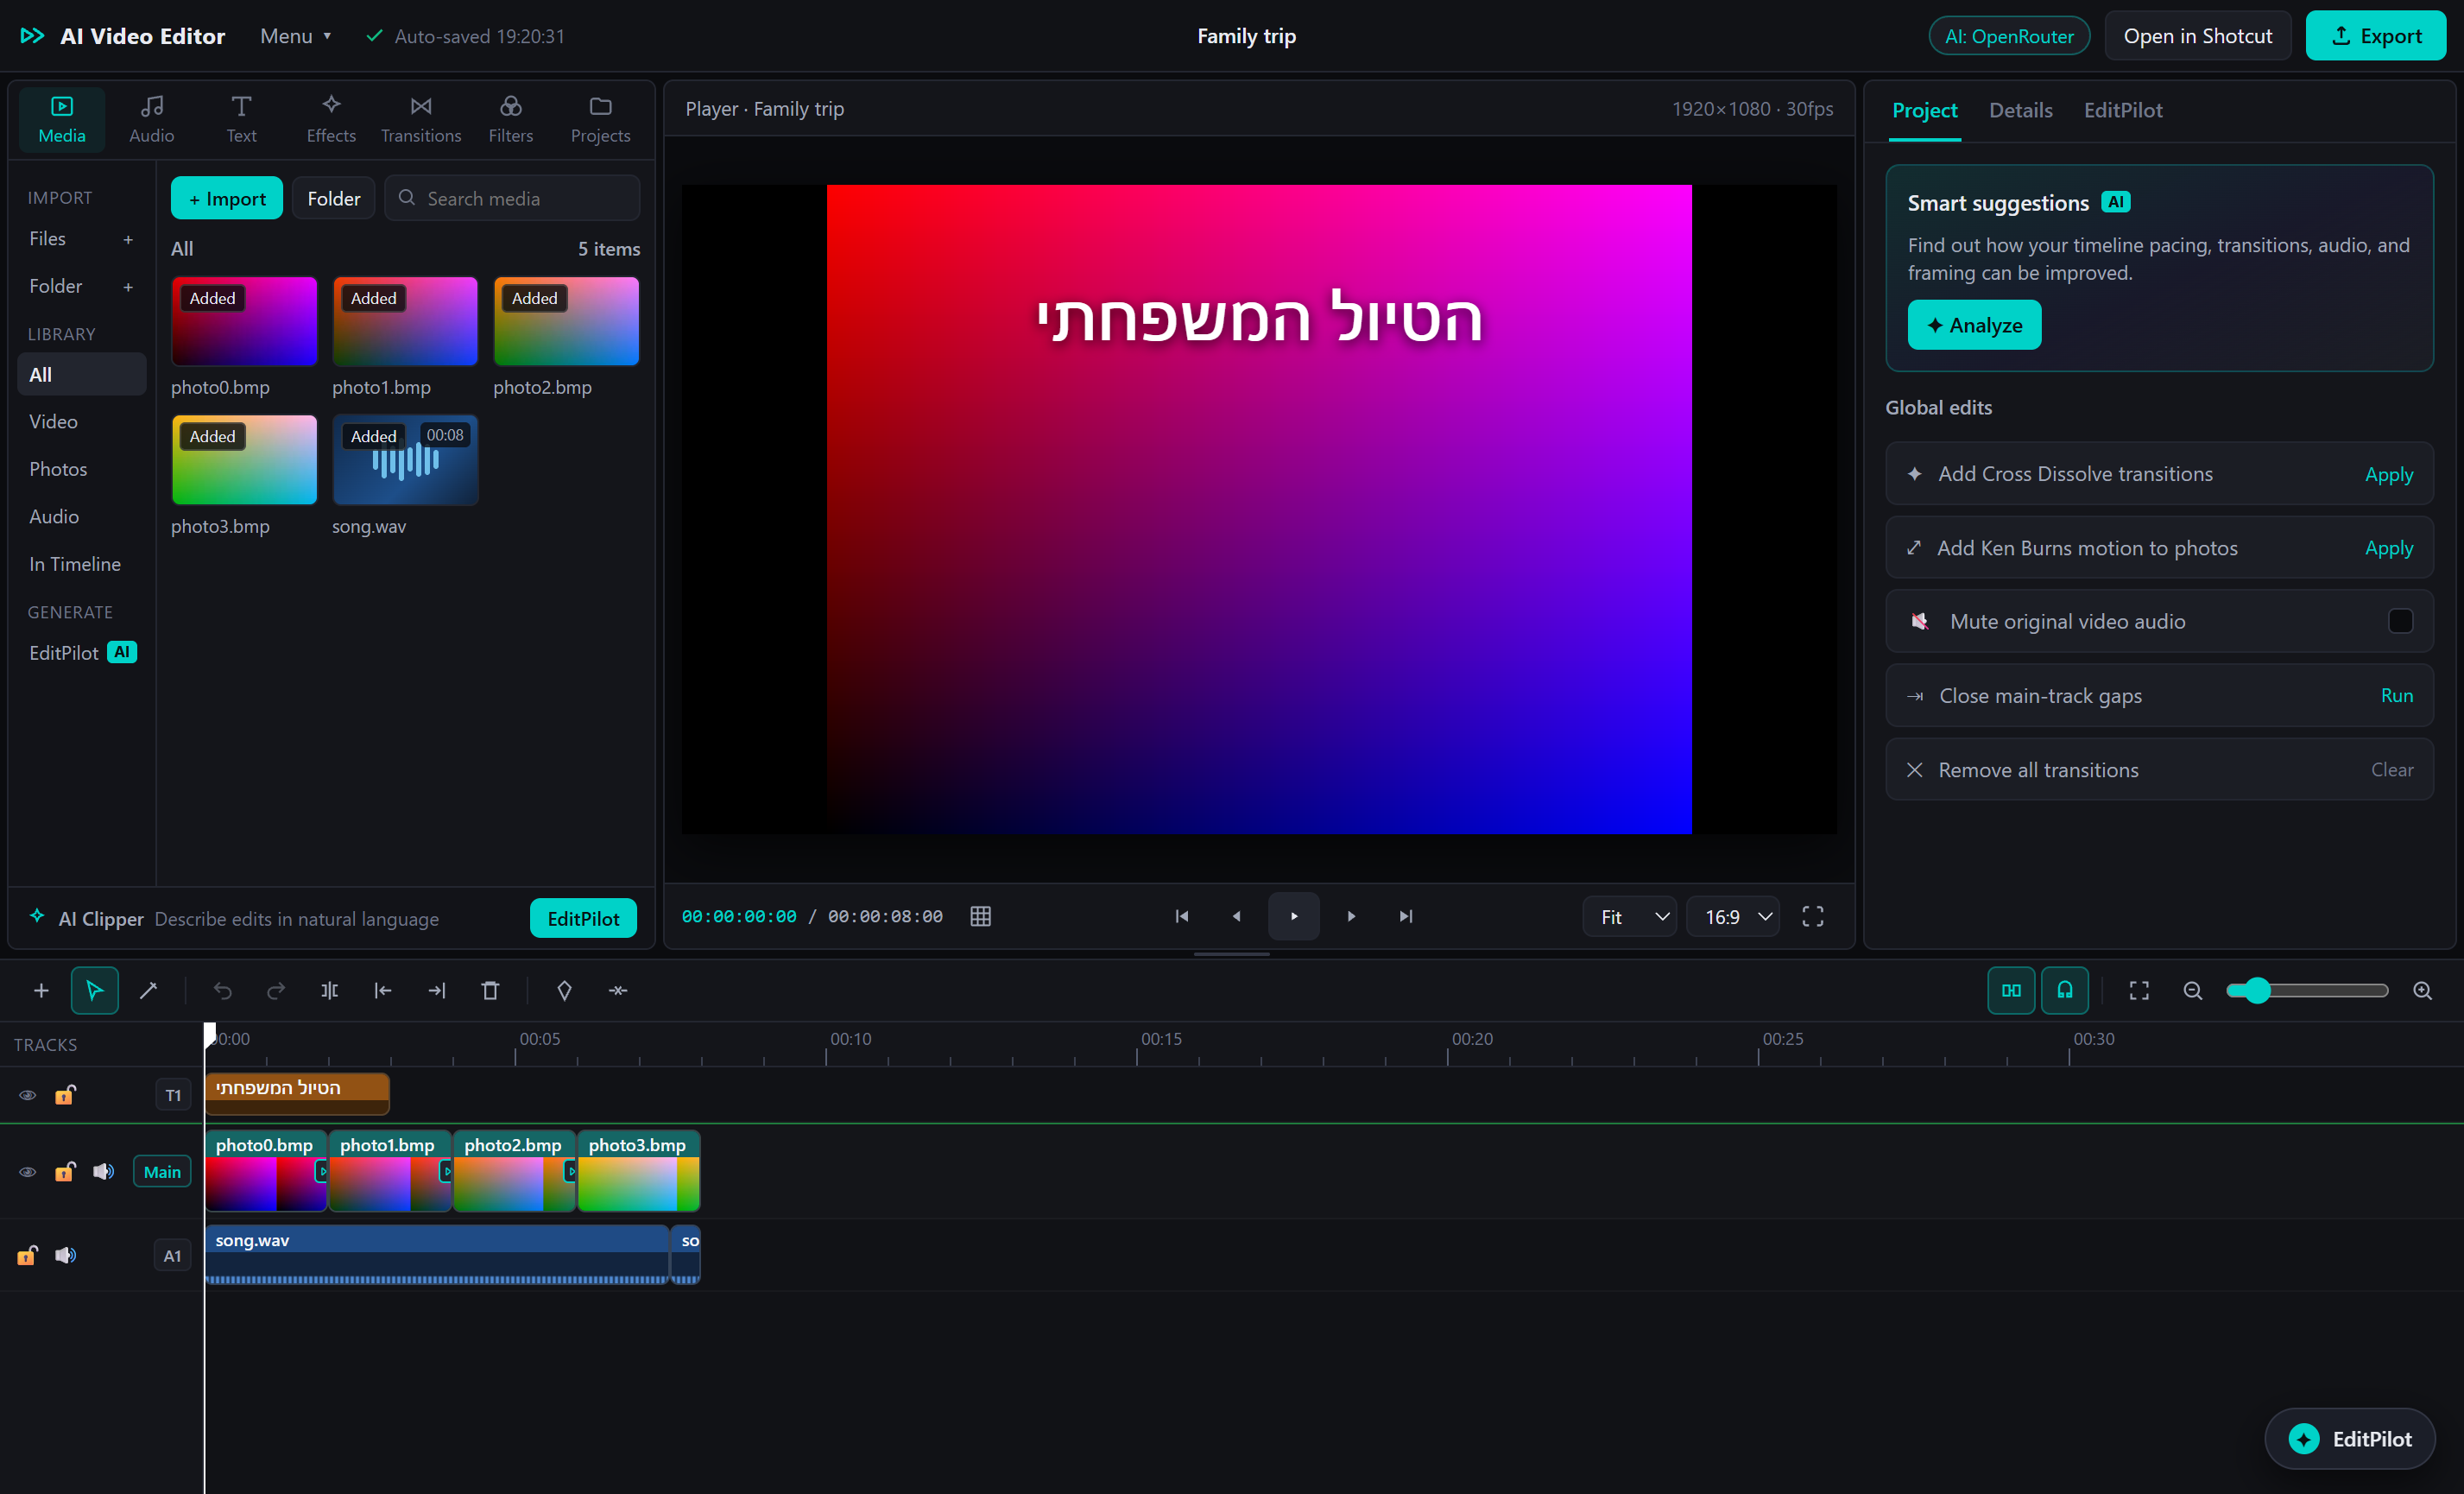 AI Video Editor
Menu
Auto-saved 19:20:31
Family trip
AI: OpenRouter
Open in Shotcut
Export
Media
Audio
Text
Effects
Transitions
Filters
Projects
IMPORT
Files +
Folder +
LIBRARY
All
Video
Photos
Audio
In Timeline
GENERATE
EditPilot AI
+ Import
Folder
Search media
All
5 items
Added
Added
Added
photo0.bmp
photo1.bmp
photo2.bmp
Added
Added 00:08
photo3.bmp
song.wav
AI Clipper Describe edits in natural language
EditPilot
Player · Family trip
1920×1080 · 30fps
הטיול המשפחתי
00:00:00:00 / 00:00:08:00
Fit
16:9
Project
Details
EditPilot
Smart suggestions AI
Find out how your timeline pacing, transitions, audio, and
framing can be improved.
Analyze
Global edits
Add Cross Dissolve transitions Apply
Add Ken Burns motion to photos Apply
Mute original video audio
Close main-track gaps Run
Remove all transitions Clear
TRACKS
00:00 00:05 00:10 00:15 00:20 00:25 00:30
T1
הטיול המשפחתי
Main
photo0.bmp photo1.bmp photo2.bmp photo3.bmp
A1
song.wav so
EditPilot